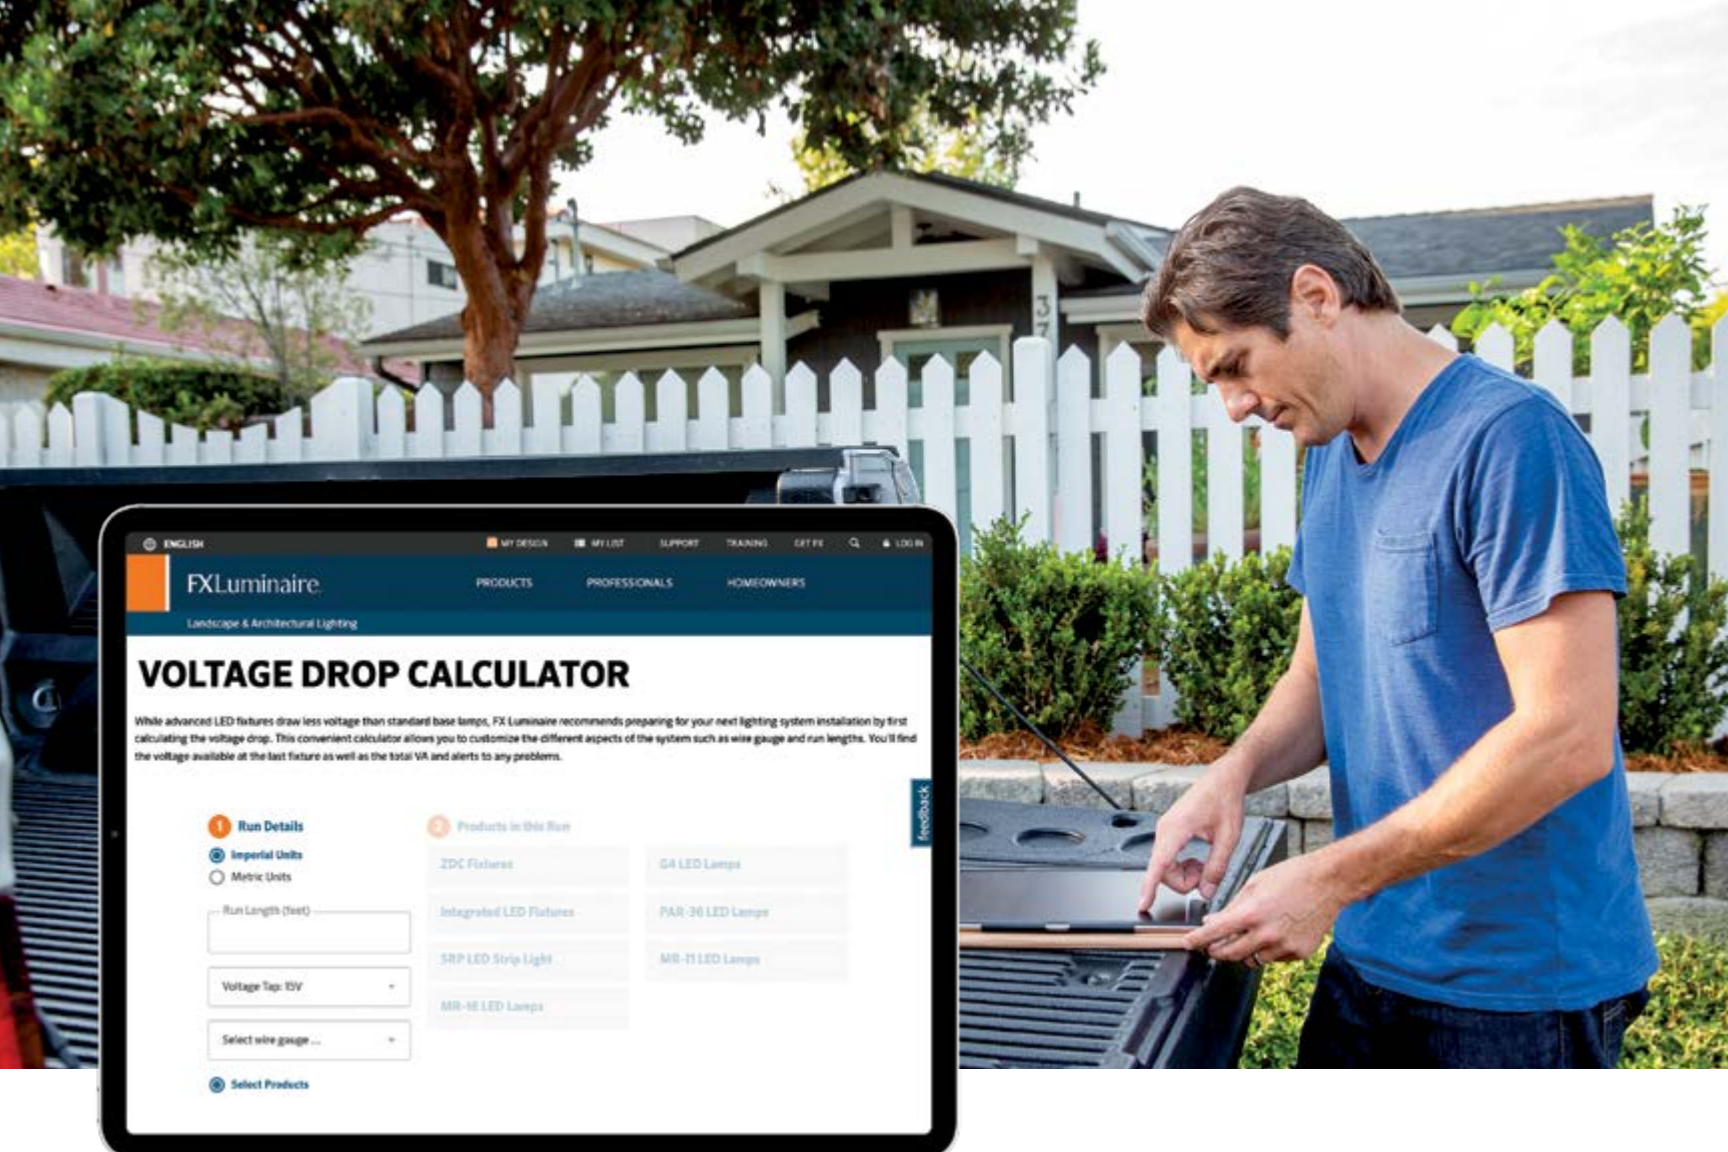 ENGLISH
MY DESIGN
MY LIST
SUPPORT
TRAINING
GET FX
LOG IN
FXLuminaire.
PRODUCTS
PROFESSIONALS
HOMEOWNERS
Landscape & Architectural Lighting
VOLTAGE DROP CALCULATOR
While advanced LED fixtures draw less voltage than standard base lamps, FX Luminaire recommends preparing for your next lighting system installation by first
calculating the voltage drop. This convenient calculator allows you to customize the different aspects of the system such as wire gauge and run lengths. You'll find
the voltage available at the last fixture as well as the total VA and alerts to any problems.
feedback
1 Run Details
Imperial Units
Metric Units
Run Length (feet)
Voltage Tap: 15V
Select wire gauge ...
Select Products
2 Products in this Run
ZDC Fixtures
G4 LED Lamps
Integrated LED Fixtures
PAR-36 LED Lamps
SRP LED Strip Light
MR-11 LED Lamps
MR-16 LED Lamps
3
7